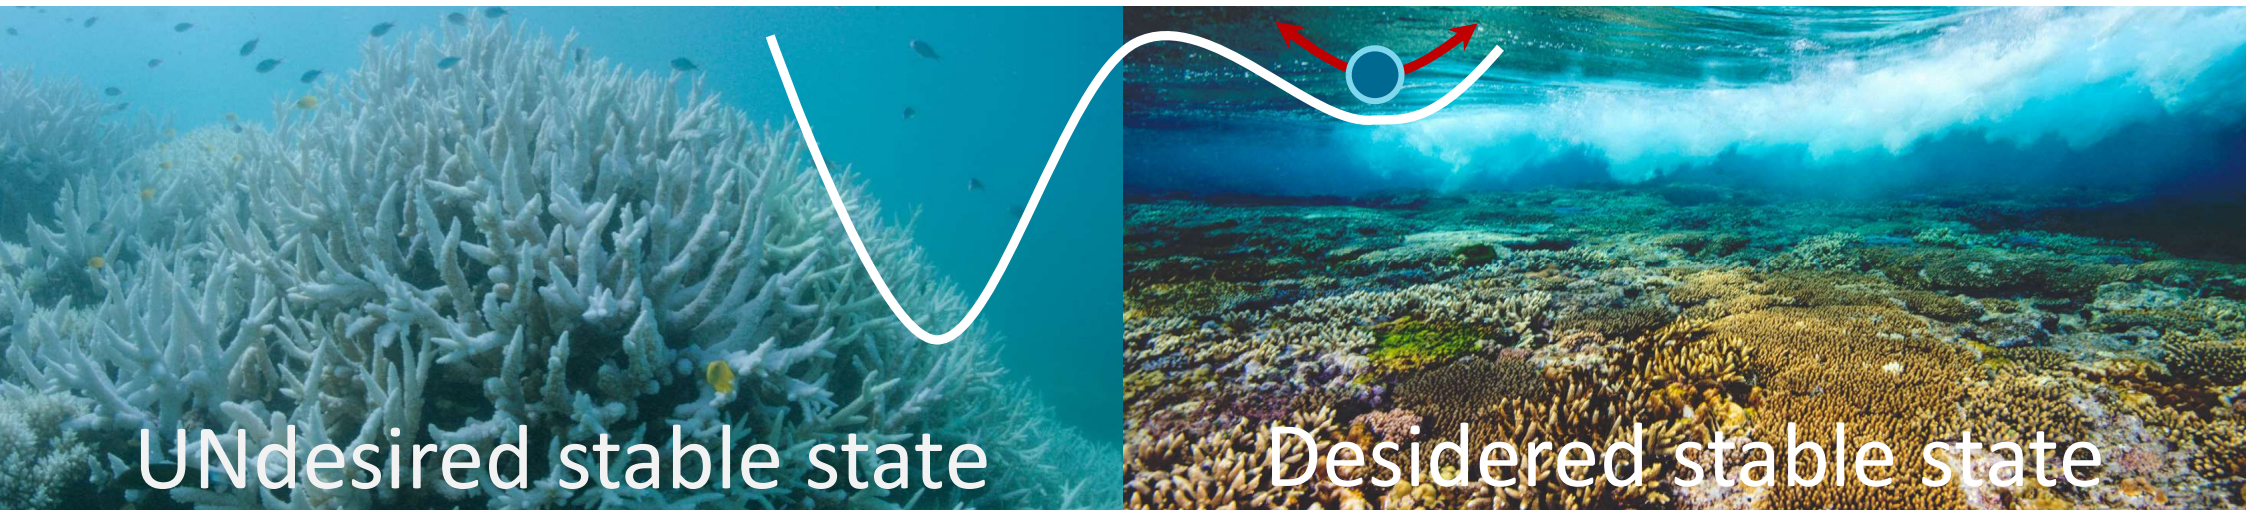 UNdesired stable state
Desidered stable state